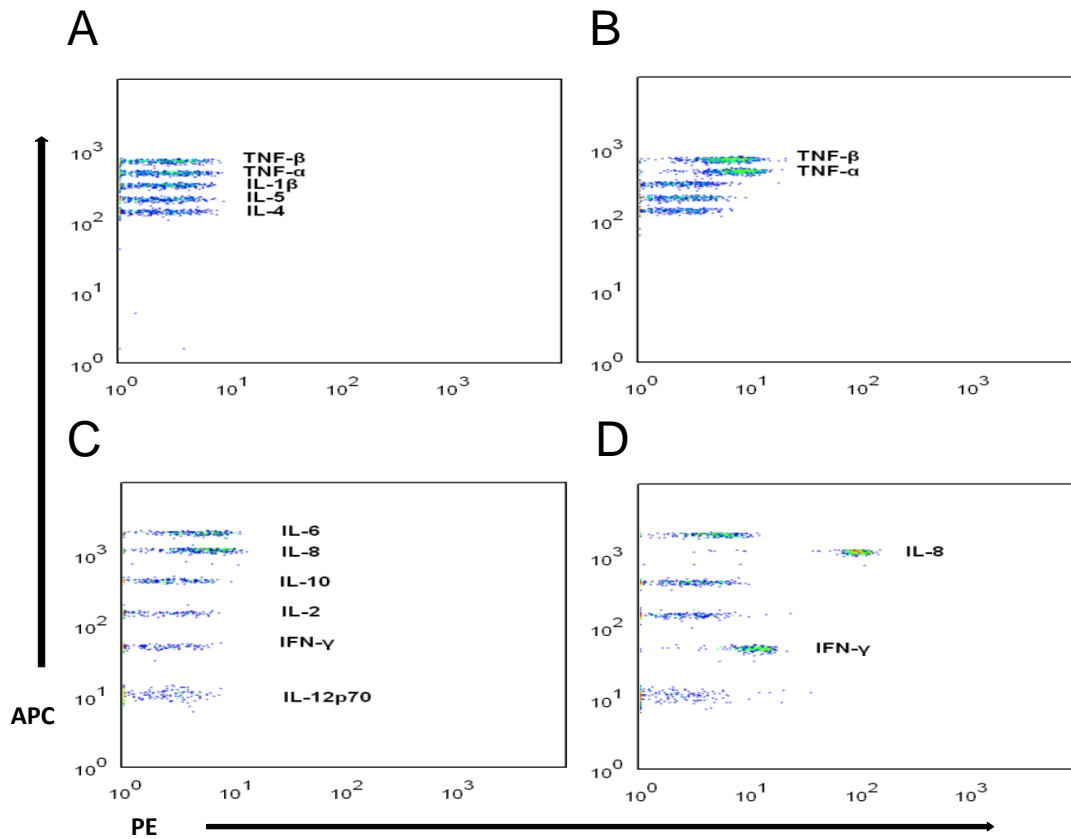 A
10³
10²
10¹
10⁰
TNF-β
TNF-α
IL-1β
IL-5
IL-4
10⁰ 10¹ 10² 10³
B
10³
10²
10¹
10⁰
TNF-β
TNF-α
10⁰ 10¹ 10² 10³
C
10³
10²
10¹
10⁰
IL-6
IL-8
IL-10
IL-2
IFN-γ
IL-12p70
10⁰ 10¹ 10² 10³
D
10³
10²
10¹
10⁰
IL-8
IFN-γ
10⁰ 10¹ 10² 10³
APC
PE